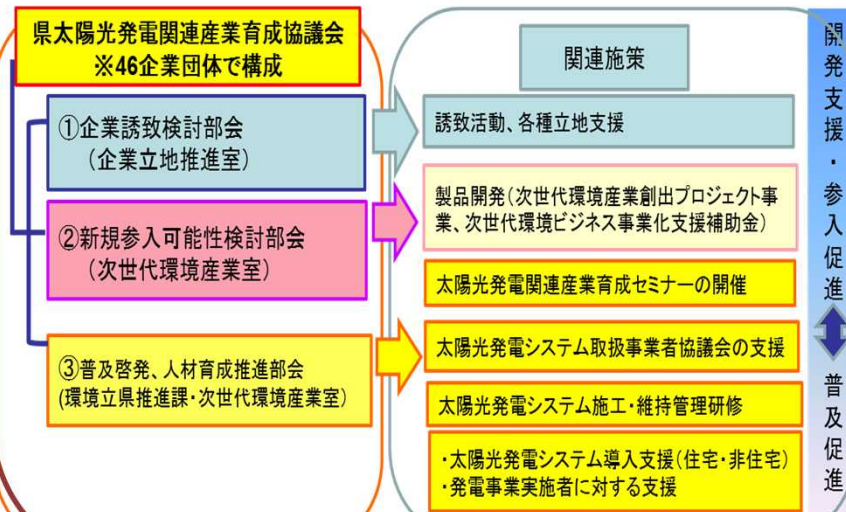 県太陽光発電関連産業育成協議会
※46企業団体で構成
①企業誘致検討部会
（企業立地推進室）
②新規参入可能性検討部会
（次世代環境産業室）
③普及啓発、人材育成推進部会
(環境立県推進課・次世代環境産業室）
関連施策
誘致活動、各種立地支援
製品開発（次世代環境産業創出プロジェクト事
業、次世代環境ビジネス事業化支援補助金）
太陽光発電関連産業育成セミナーの開催
太陽光発電システム取扱事業者協議会の支援
太陽光発電システム施工・維持管理研修
・太陽光発電システム導入支援（住宅・非住宅）
・発電事業実施者に対する支援
開発支援・参入促進
普及促進